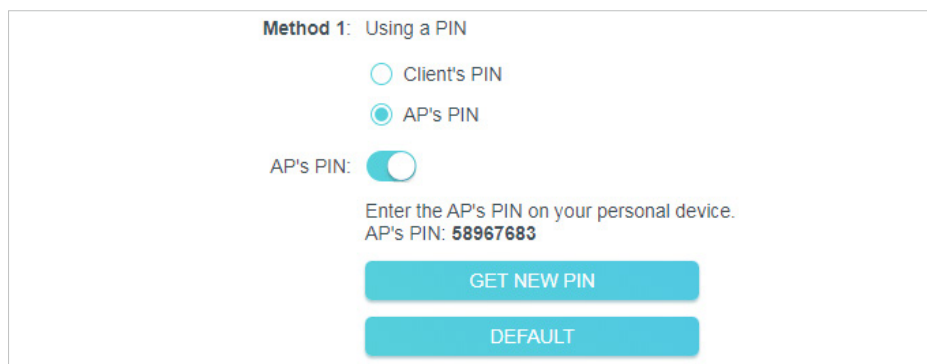 Method 1: Using a PIN
Client's PIN
AP's PIN
AP's PIN:
Enter the AP's PIN on your personal device.
AP's PIN: 58967683
GET NEW PIN
DEFAULT